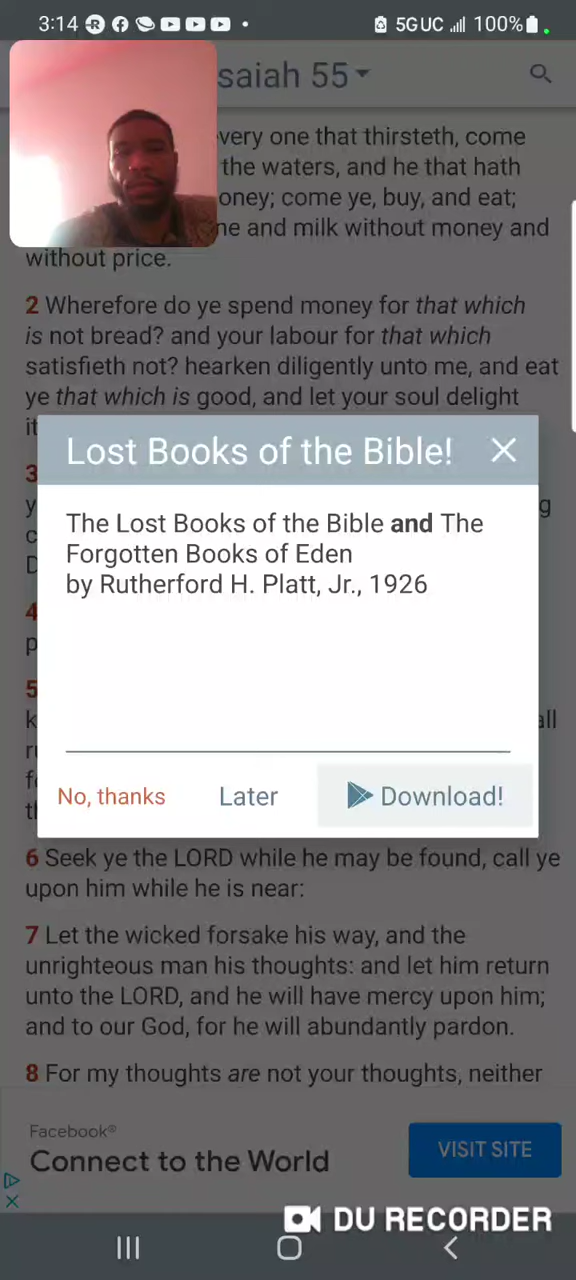 3:14
5G UC 100%
saiah 55
very one that thirsteth, come
the waters, and he that hath
oney; come ye, buy, and eat;
ne and milk without money and
without price.
2 Wherefore do ye spend money for that which
is not bread? and your labour for that which
satisfieth not? hearken diligently unto me, and eat
ye that which is good, and let your soul delight
it
Lost Books of the Bible!
3
y
g
c
D
The Lost Books of the Bible and The
Forgotten Books of Eden
by Rutherford H. Platt, Jr., 1926
4
p
5
k
all
No, thanks
Later
Download!
6 Seek ye the LORD while he may be found, call ye
upon him while he is near:
7 Let the wicked forsake his way, and the
unrighteous man his thoughts: and let him return
unto the LORD, and he will have mercy upon him;
and to our God, for he will abundantly pardon.
8 For my thoughts are not your thoughts, neither
Facebook®
Connect to the World
VISIT SITE
DU RECORDER